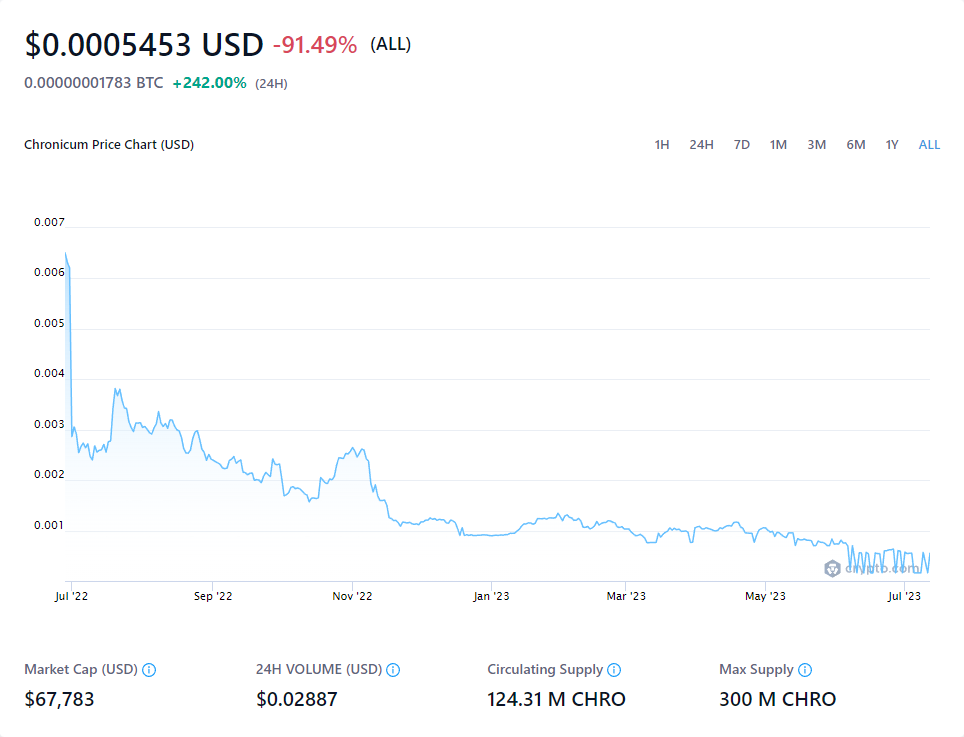 $0.0005453 USD -91.49% (ALL)
0.00000001783 BTC +242.00% (24H)
Chronicum Price Chart (USD) 1H 24H 7D 1M 3M 6M 1Y ALL
0.007
0.006
0.005
0.004
0.003
0.002
0.001
crypto.com
Jul '22 Sep '22 Nov '22 Jan '23 Mar '23 May '23 Jul '23
Market Cap (USD) 24H VOLUME (USD) Circulating Supply Max Supply
$67,783 $0.02887 124.31 M CHRO 300 M CHRO